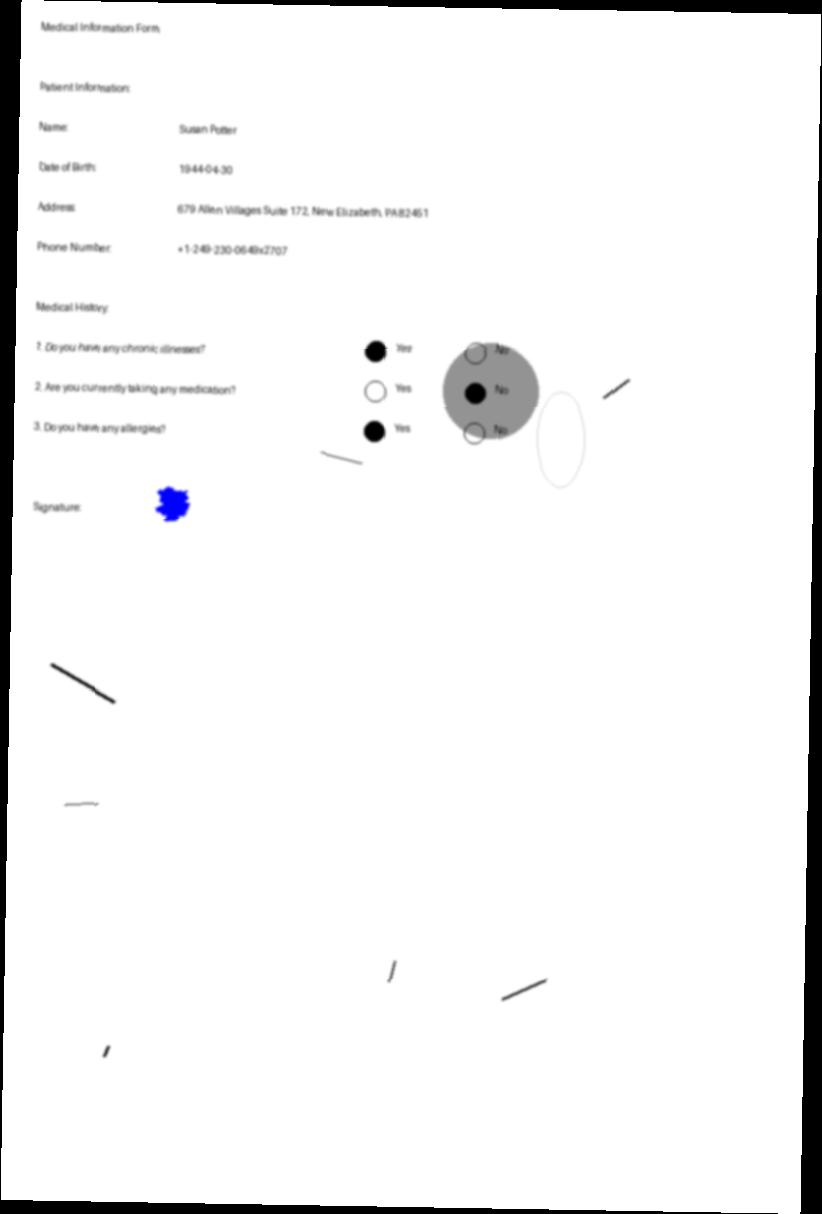 Medical Information Form
Patient Information:
Name: Susan Potter
Date of Birth: 1944-04-30
Address: 679 Allen Villages Suite 172, New Elizabeth, PA 82451
Phone Number: +1-249-230-0649x2707
Medical History:
1. Do you have any chronic illnesses? Yes No
2. Are you currently taking any medication? Yes No
3. Do you have any allergies? Yes No
Signature: